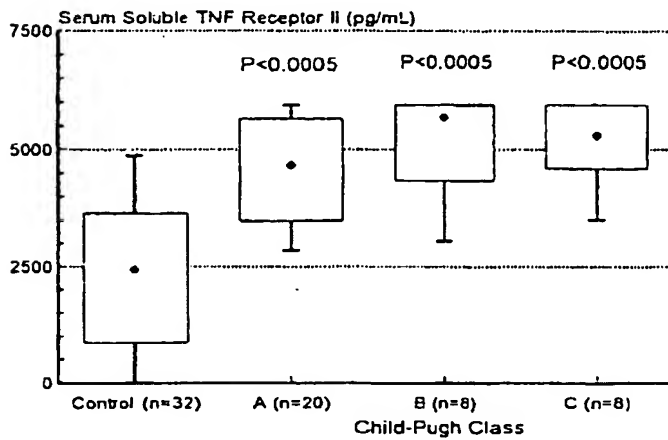 Serum Soluble TNF Receptor II (pg/mL)
7500
P<0.0005 P<0.0005 P<0.0005
5000
2500
0
Control (n=32) A (n=20) B (n=8) C (n=8)
Child-Pugh Class